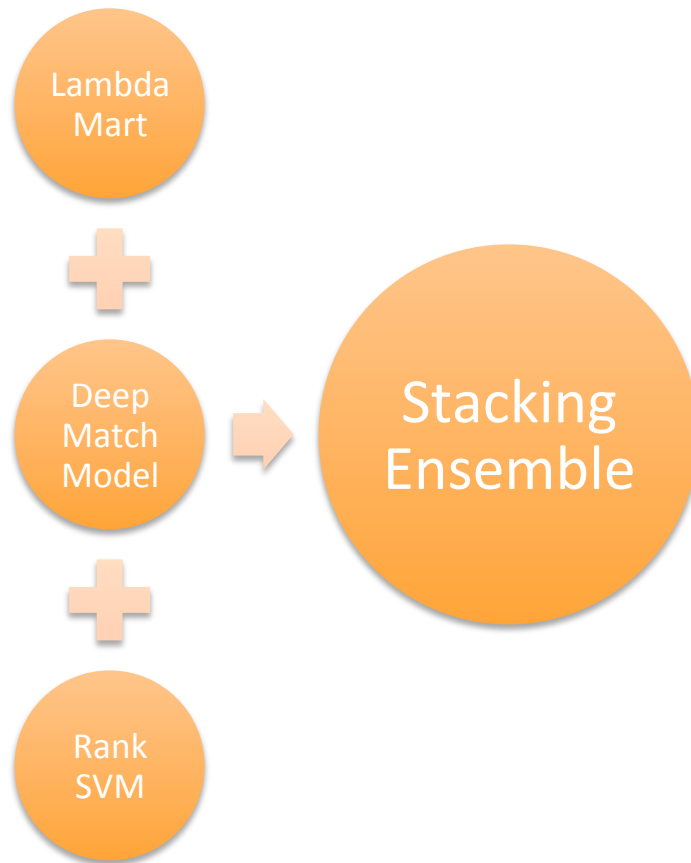 Lambda
Mart
Deep
Match
Model
Stacking
Ensemble
Rank
SVM